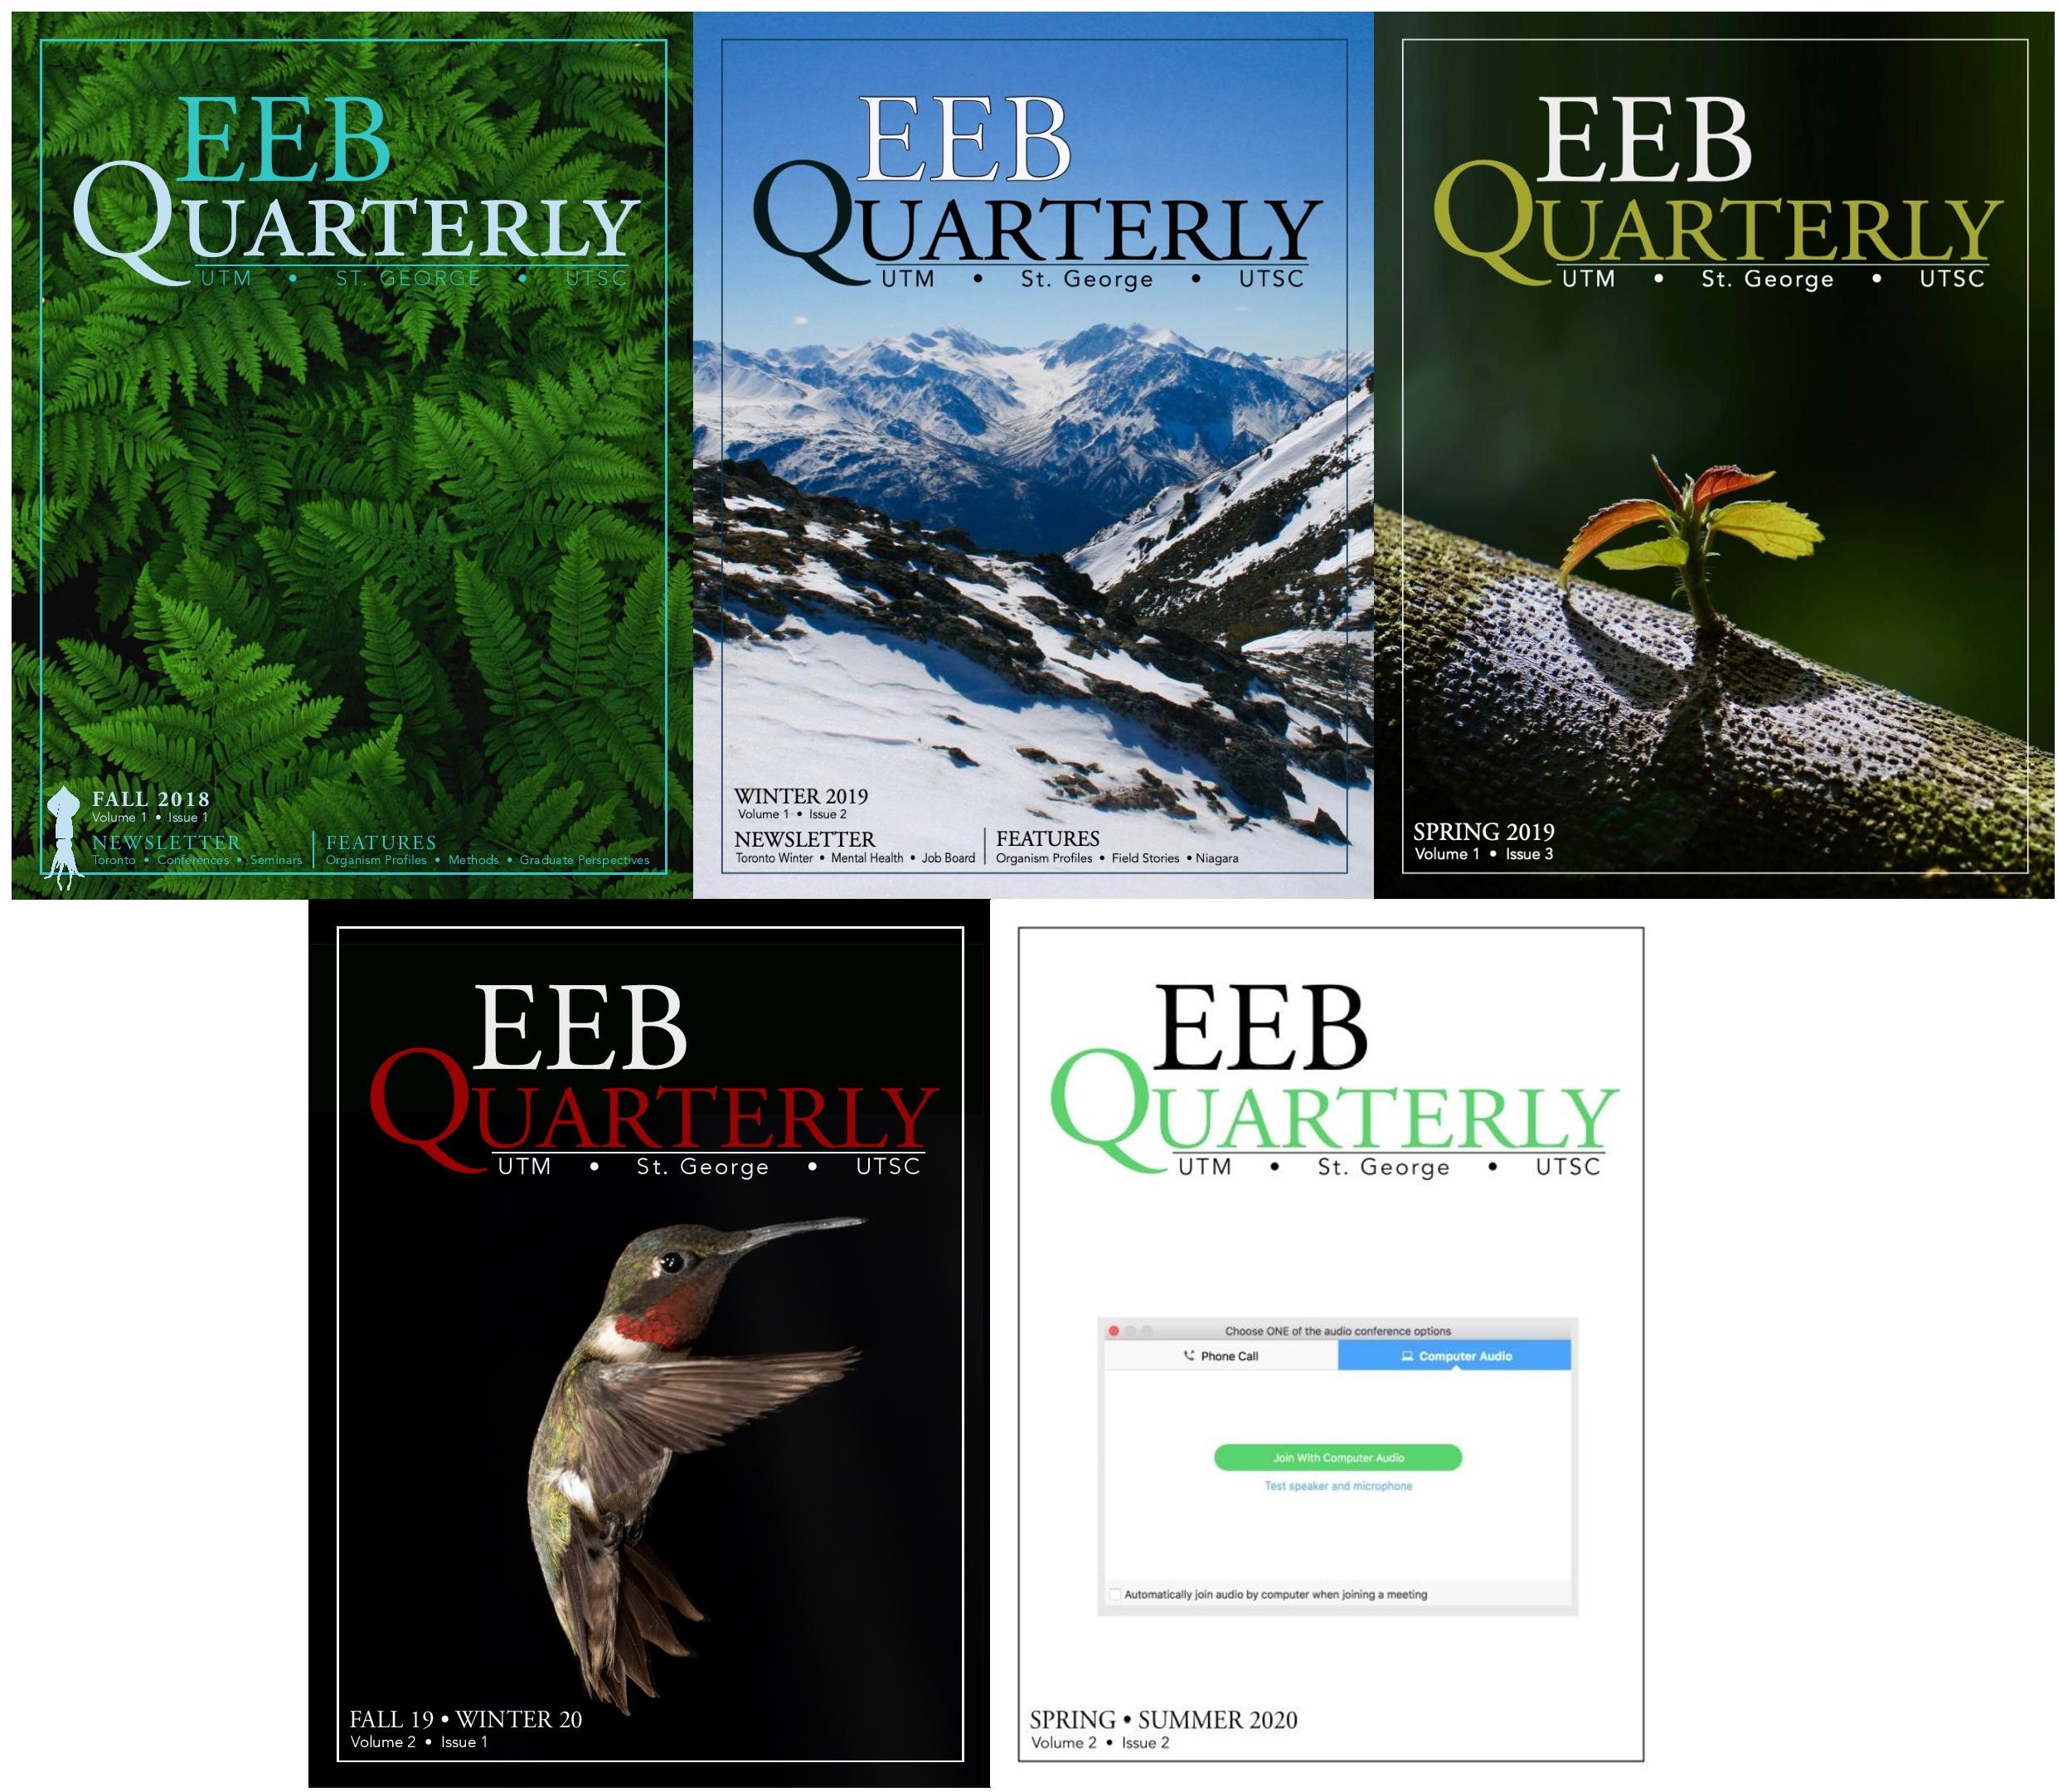 EEB
QUARTERLY
UTM • ST. GEORGE • UTSC
FALL 2018
Volume 1 • Issue 1
NEWSLETTER
Toronto • Conferences • Seminars
FEATURES
Organism Profiles • Methods • Graduate Perspectives
EEB
QUARTERLY
UTM • St. George • UTSC
WINTER 2019
Volume 1 • Issue 2
NEWSLETTER
Toronto Winter • Mental Health • Job Board
FEATURES
Organism Profiles • Field Stories • Niagara
EEB
QUARTERLY
UTM • St. George • UTSC
SPRING 2019
Volume 1 • Issue 3
EEB
QUARTERLY
UTM • St. George • UTSC
FALL 19 • WINTER 20
Volume 2 • Issue 1
EEB
QUARTERLY
UTM • St. George • UTSC
Choose ONE of the audio conference options
Phone Call
Computer Audio
Join With Computer Audio
Test speaker and microphone
Automatically join audio by computer when joining a meeting
SPRING • SUMMER 2020
Volume 2 • Issue 2